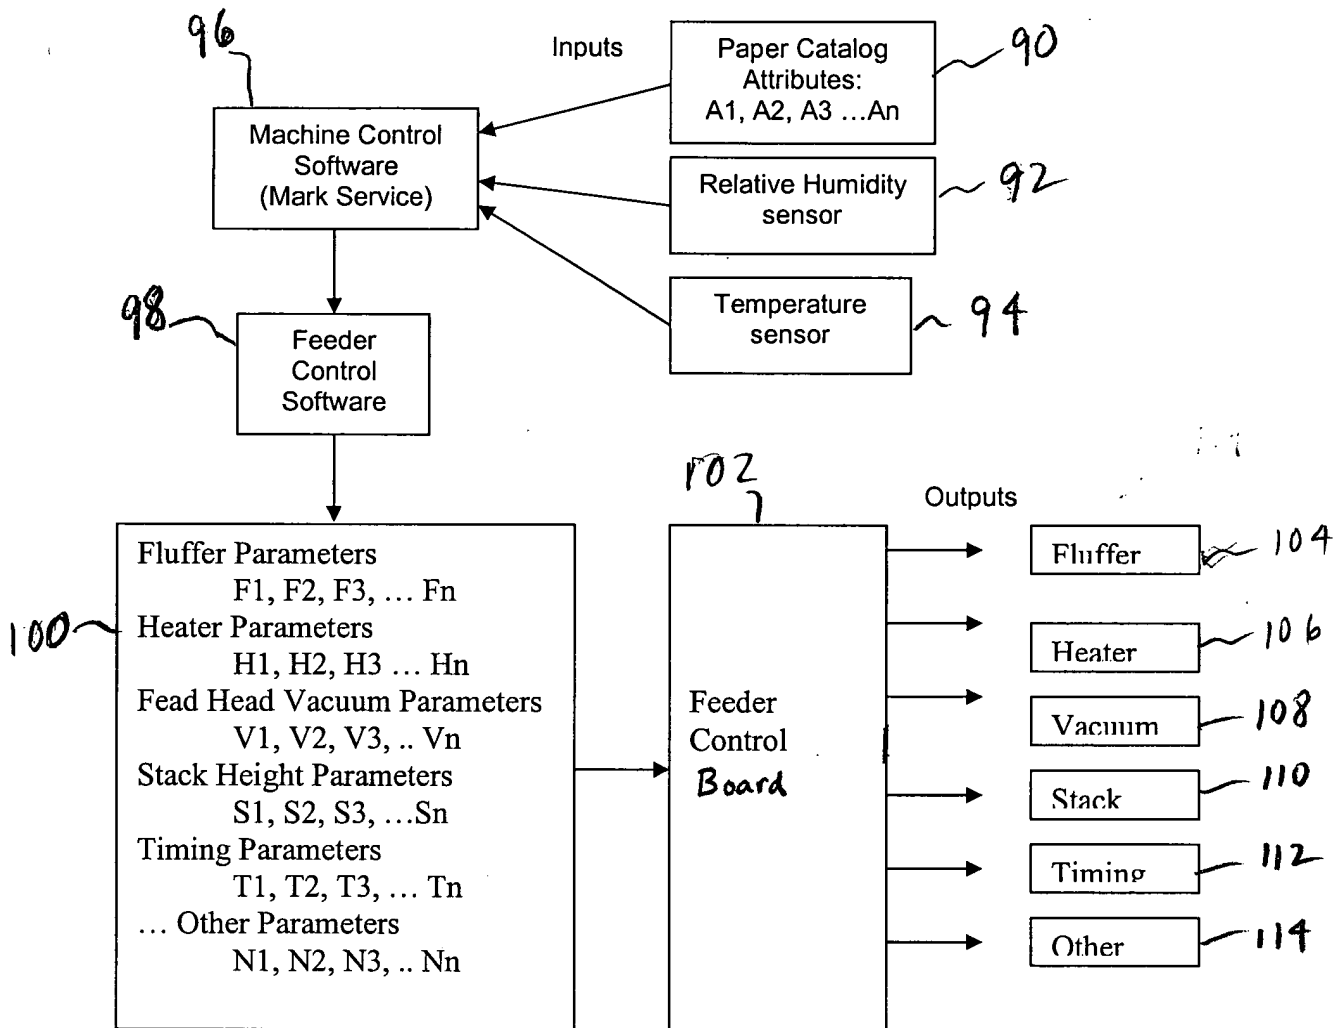 96
Inputs
Paper Catalog
Attributes:
A1, A2, A3 ...An
90
Machine Control
Software
(Mark Service)
Relative Humidity
sensor
92
98
Temperature
sensor
94
Feeder
Control
Software
102
Outputs
100
Fluffer Parameters
F1, F2, F3, ... Fn
Heater Parameters
H1, H2, H3 ... Hn
Fead Head Vacuum Parameters
V1, V2, V3, .. Vn
Stack Height Parameters
S1, S2, S3, ...Sn
Timing Parameters
T1, T2, T3, ... Tn
... Other Parameters
N1, N2, N3, .. Nn
Feeder
Control
Board
Fluffer
104
Heater
106
Vacuum
108
Stack
110
Timing
112
Other
114